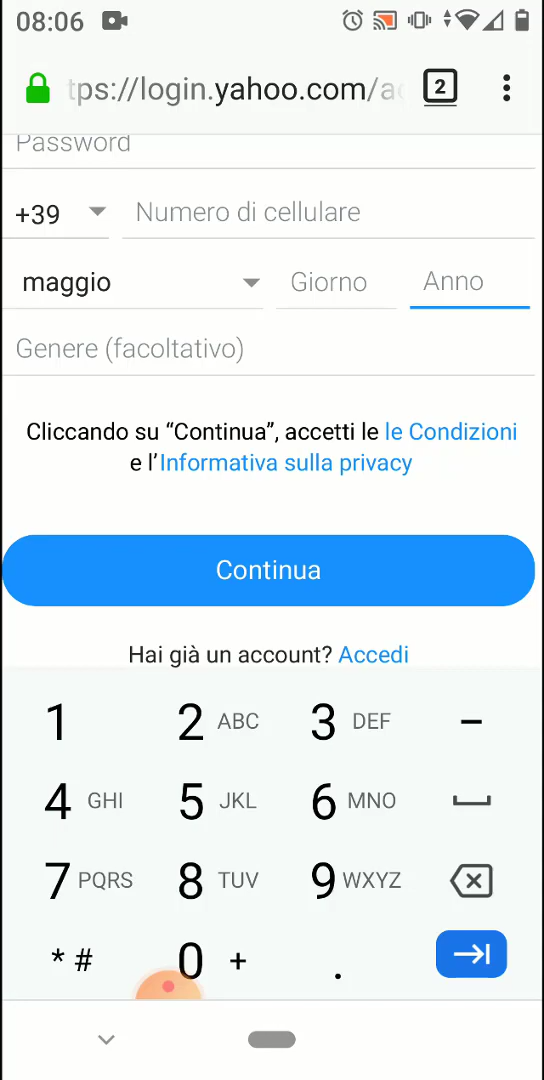 08:06
tps://login.yahoo.com/a
2
Password
+39 Numero di cellulare
maggio Giorno Anno
Genere (facoltativo)
Cliccando su “Continua”, accetti le le Condizioni
e l’Informativa sulla privacy
Continua
Hai già un account? Accedi
1 2 ABC 3 DEF –
4 GHI 5 JKL 6 MNO
7 PQRS 8 TUV 9 WXYZ
* # 0 + .